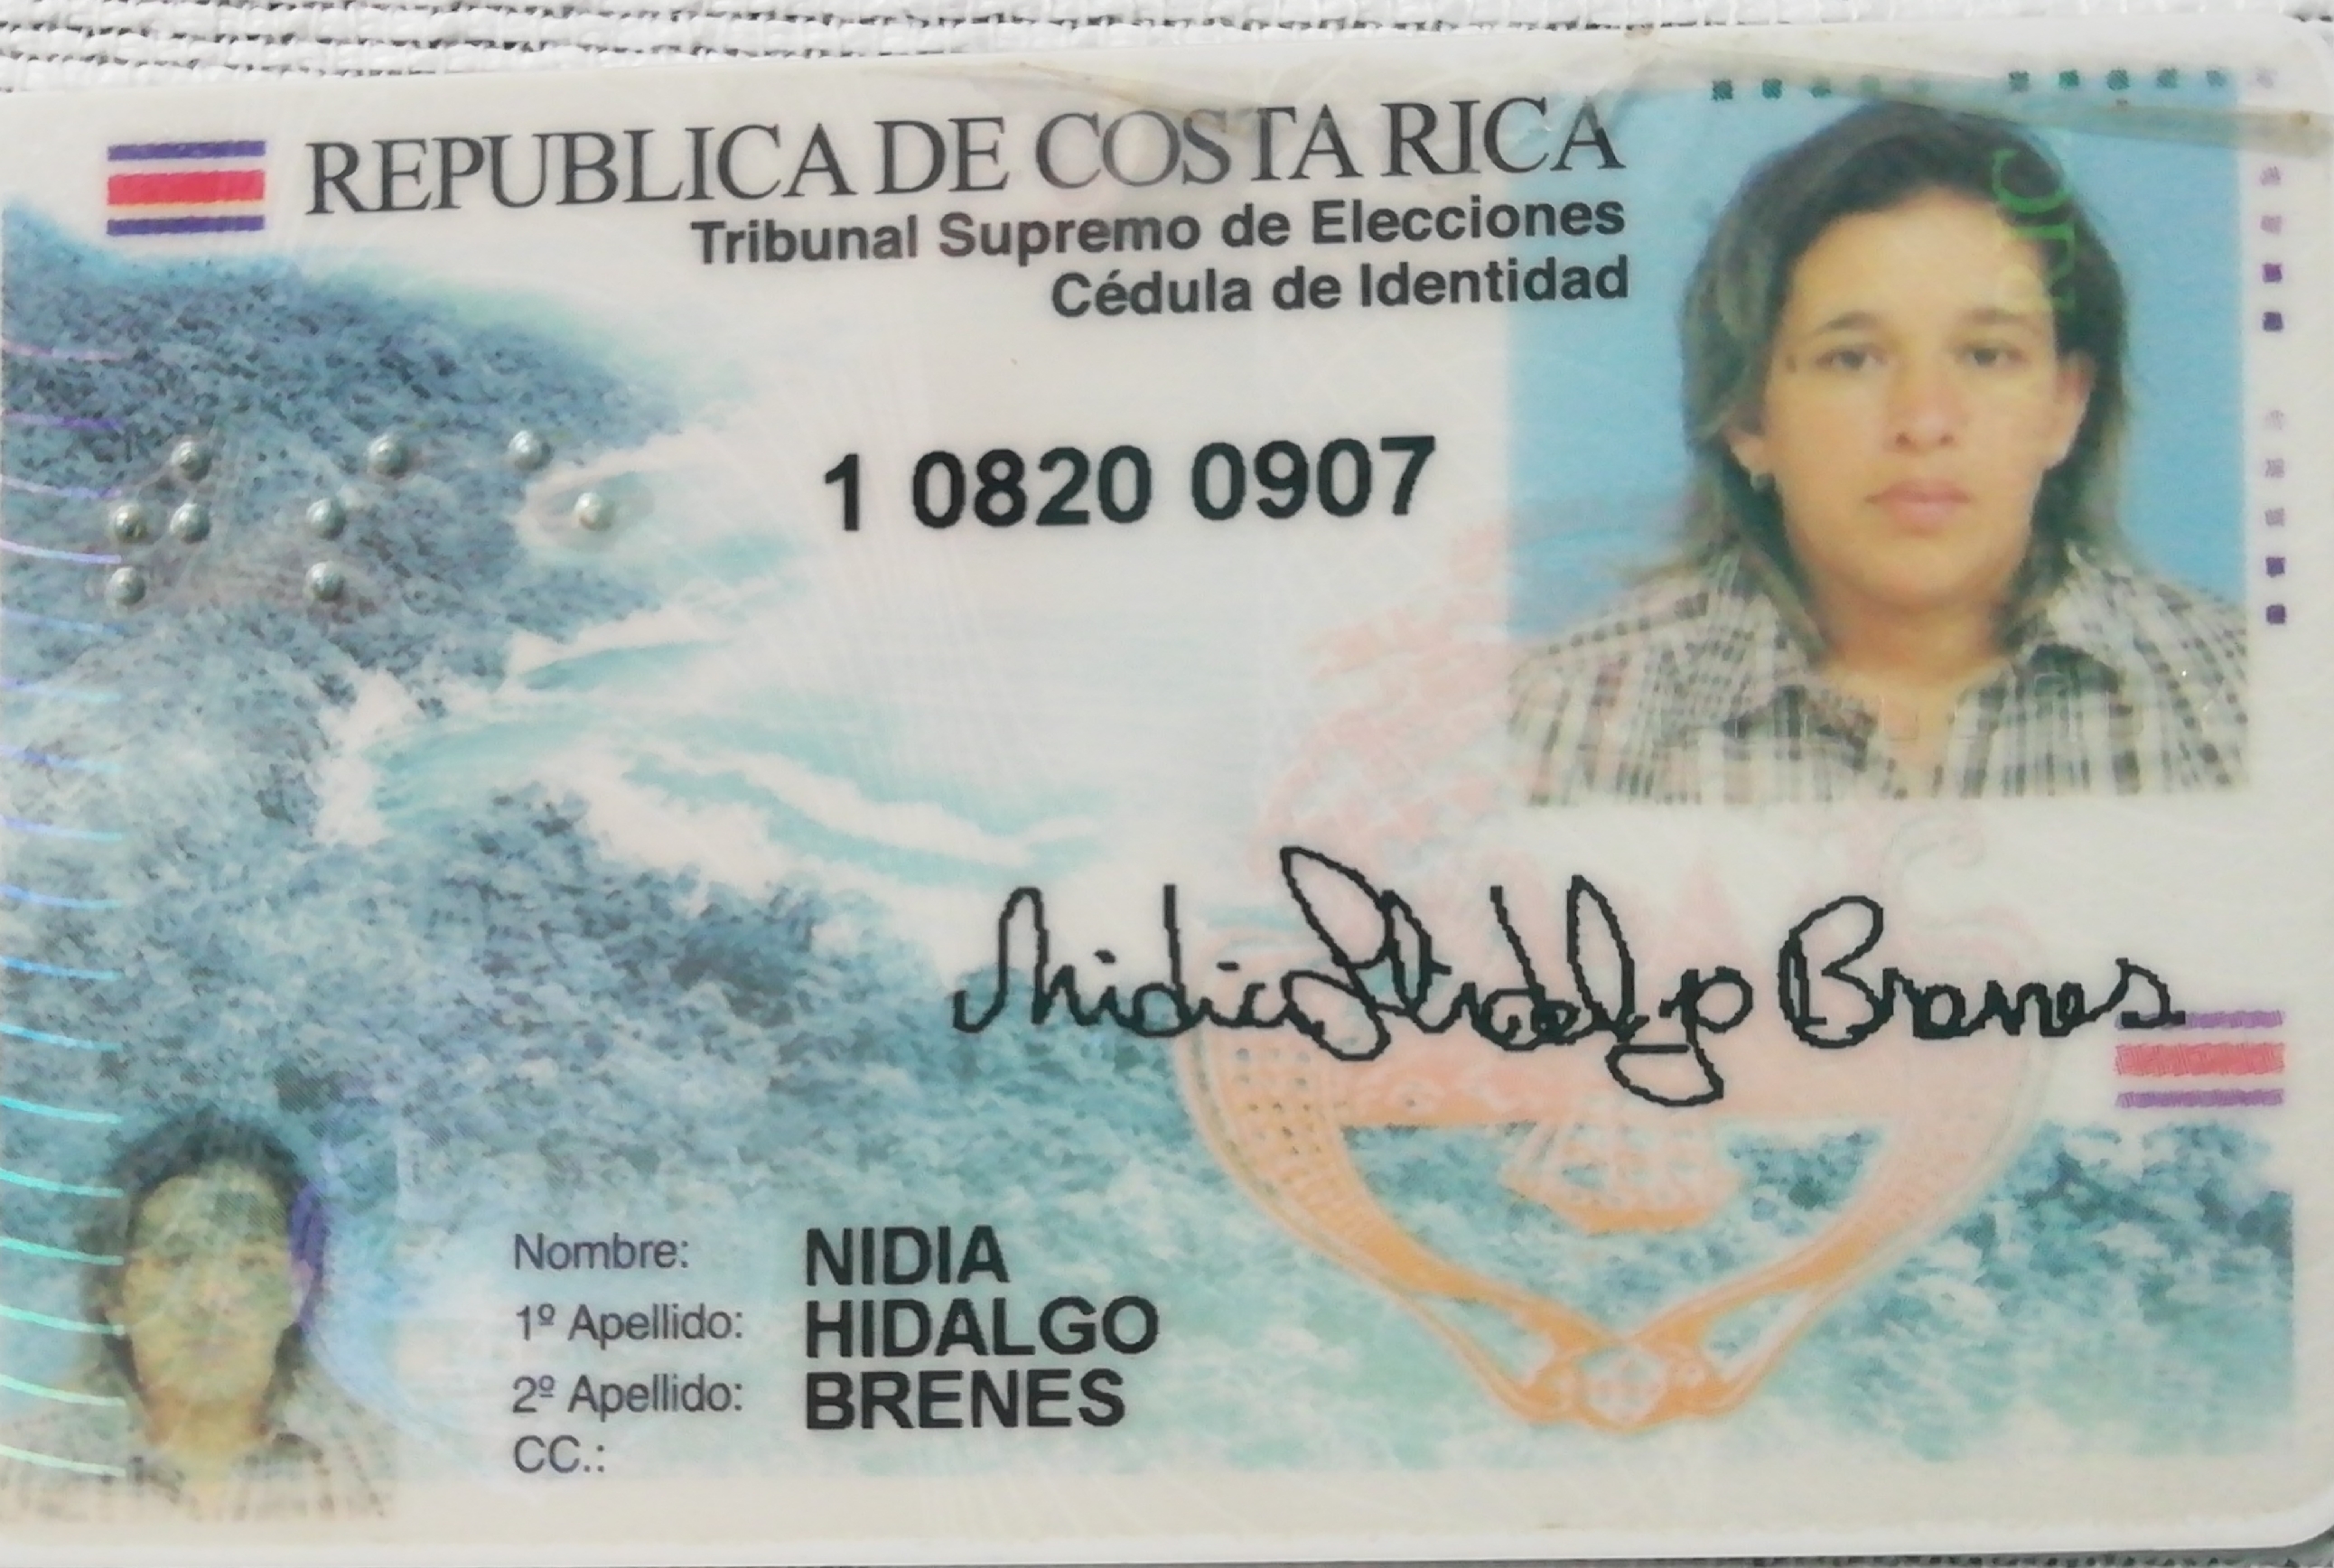 REPUBLICA DE COSTA RICA
Tribunal Supremo de Elecciones
Cédula de Identidad
1 0820 0907
Nidia Hidalgo Brenes
Nombre: NIDIA
1º Apellido: HIDALGO
2º Apellido: BRENES
CC.: